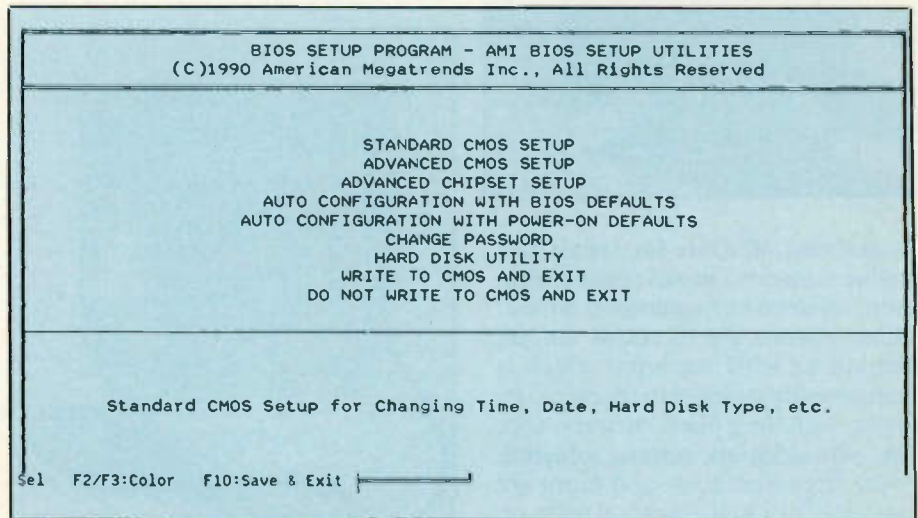 BIOS SETUP PROGRAM - AMI BIOS SETUP UTILITIES
(C)1990 American Megatrends Inc., All Rights Reserved
STANDARD CMOS SETUP
ADVANCED CMOS SETUP
ADVANCED CHIPSET SETUP
AUTO CONFIGURATION WITH BIOS DEFAULTS
AUTO CONFIGURATION WITH POWER-ON DEFAULTS
CHANGE PASSWORD
HARD DISK UTILITY
WRITE TO CMOS AND EXIT
DO NOT WRITE TO CMOS AND EXIT
Standard CMOS Setup for Changing Time, Date, Hard Disk Type, etc.
Sel F2/F3:Color F10:Save & Exit